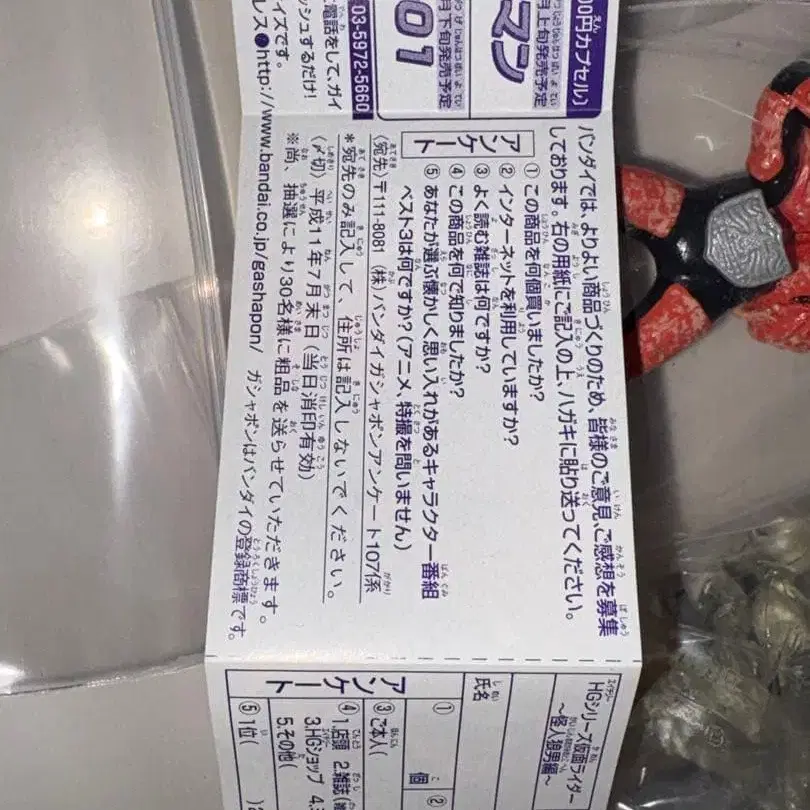 00円カプセル〕
月上旬発売予定
スマン
月下旬発売予定
01
03-5972-5660
電話をして、ガイ
ッシュするだけ!
イズです。
レス●http://www.bandai.co.jp/gashapon/ ガシャポンはバンダイの登録商標です。
バンダイでは、よりよい商品づくりのため、皆様のご意見、ご感想を募集
しております。右の用紙にご記入の上、ハガキに貼り送ってください。
アンケート
①この商品を何個買いましたか?
②インターネットを利用していますか?
③よく読む雑誌は何ですか?
④この商品を何で知りましたか?
⑤あなたが選ぶ懐かしく思い入れがあるキャラクター番組
ベスト3は何ですか?(アニメ、特撮を問いません)
〈宛先〉〒111-8081 (株)バンダイガシャポンアンケート107係
*宛先のみ記入して、住所は記入しないでください。
〈〆切〉平成11年7月末日(当日消印有効)
※尚、抽選により30名様に粗品を送らせていただきます。
HGシリーズ仮面ライダー
~怪人狼男編~
氏名
アンケート
① 個
②
③ご本人(
④1.店頭 2.雑誌(
3.HGショップ 4.
5.その他(
⑤1位(